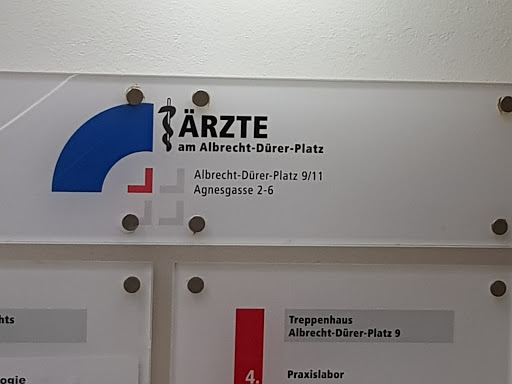 ÄRZTE
am Albrecht-Dürer-Platz
Albrecht-Dürer-Platz 9/11
Agnesgasse 2-6
hts
ogie
Treppenhaus
Albrecht-Dürer-Platz 9
4.
Praxislabor